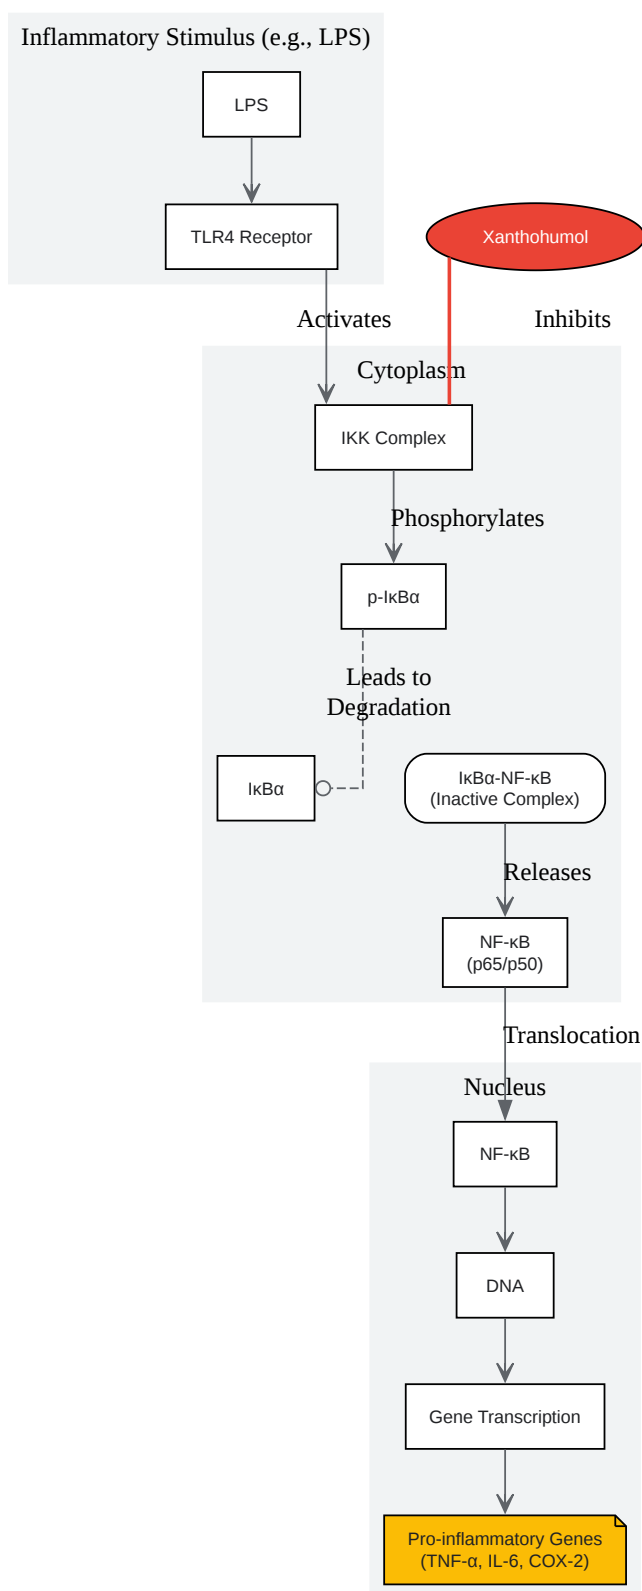 Inflammatory Stimulus (e.g., LPS)
LPS
TLR4 Receptor
Xanthohumol
Activates
Inhibits
Cytoplasm
IKK Complex
Phosphorylates
p-IκBα
Leads to
Degradation
IκBα
IκBα-NF-κB
(Inactive Complex)
Releases
NF-κB
(p65/p50)
Translocation
Nucleus
NF-κB
DNA
Gene Transcription
Pro-inflammatory Genes
(TNF-α, IL-6, COX-2)